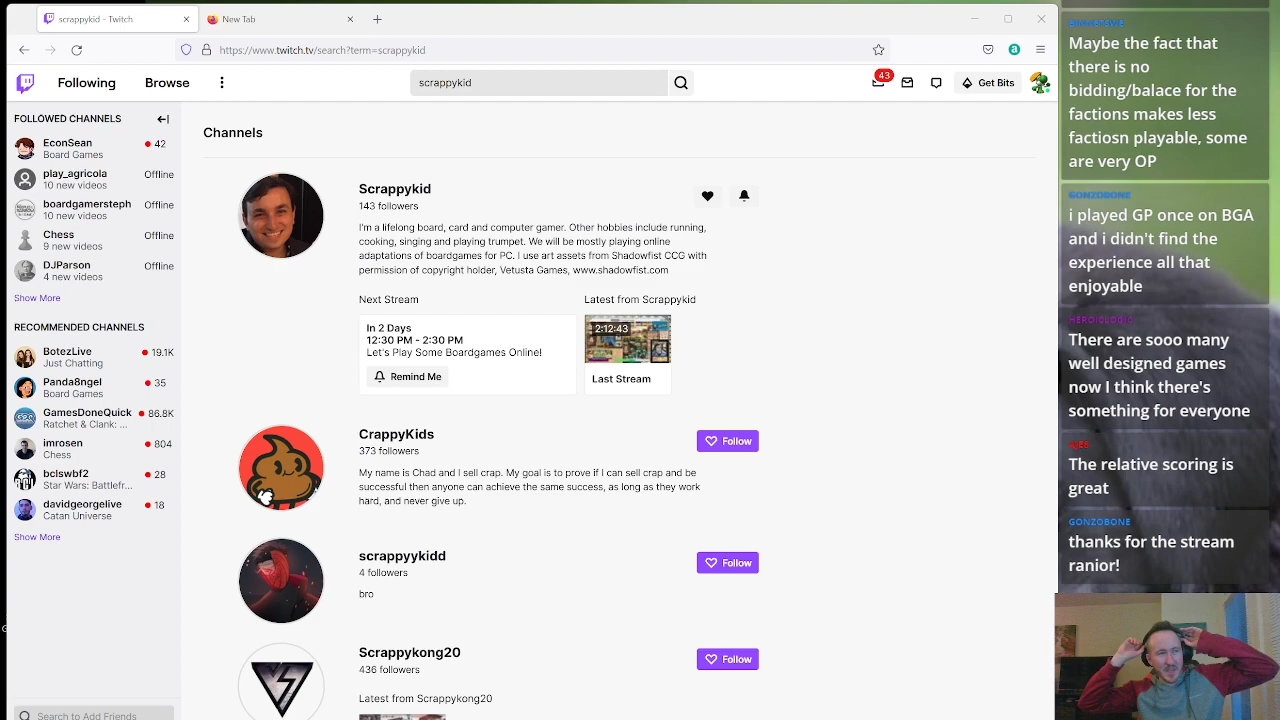 scrappykid - Twitch
New Tab
https://www.twitch.tv/search?term=scrappykid
Following
Browse
scrappykid
43
Get Bits
FOLLOWED CHANNELS
EconSean
42
Board Games
play_agricola
Offline
10 new videos
boardgamersteph
Offline
10 new videos
Chess
Offline
9 new videos
DJParson
Offline
4 new videos
Show More
RECOMMENDED CHANNELS
BotezLive
19.1K
Just Chatting
Panda8ngel
35
Board Games
GamesDoneQuick
86.8K
Ratchet & Clank: ...
imrosen
804
Chess
bclswbf2
28
Star Wars: Battlefr...
davidgeorgelive
18
Catan Universe
Show More
Search to Add Friends
Channels
Scrappykid
143 followers
I'm a lifelong board, card and computer gamer. Other hobbies include running,
cooking, singing and playing trumpet. We will be mostly playing online
adaptations of boardgames for PC. I use art assets from Shadowfist CCG with
permission of copyright holder, Vetusta Games, www.shadowfist.com
Next Stream
In 2 Days
12:30 PM - 2:30 PM
Let's Play Some Boardgames Online!
Remind Me
Latest from Scrappykid
2:12:43
Last Stream
CrappyKids
373 followers
Follow
My name is Chad and I sell crap. My goal is to prove if I can sell crap and be
successful then anyone can achieve the same success, as long as they work
hard, and never give up.
scrappyykidd
4 followers
Follow
bro
Scrappykong20
436 followers
Follow
Latest from Scrappykong20
Maybe the fact that
there is no
bidding/balace for the
factions makes less
factiosn playable, some
are very OP
GONZOBONE
i played GP once on BGA
and i didn't find the
experience all that
enjoyable
HEROICLOGIC
There are sooo many
well designed games
now I think there's
something for everyone
The relative scoring is
great
GONZOBONE
thanks for the stream
ranior!